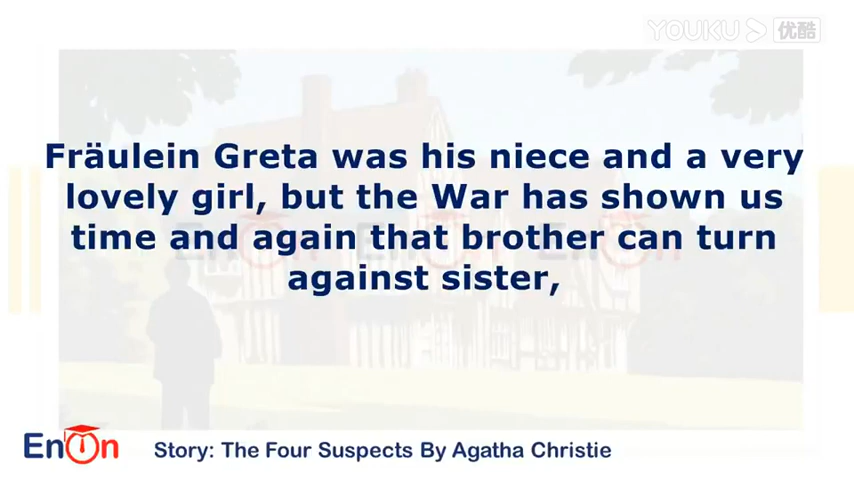 YOUKU 优酷
Fräulein Greta was his niece and a very
lovely girl, but the War has shown us
time and again that brother can turn
against sister,
EnOn
Story: The Four Suspects By Agatha Christie